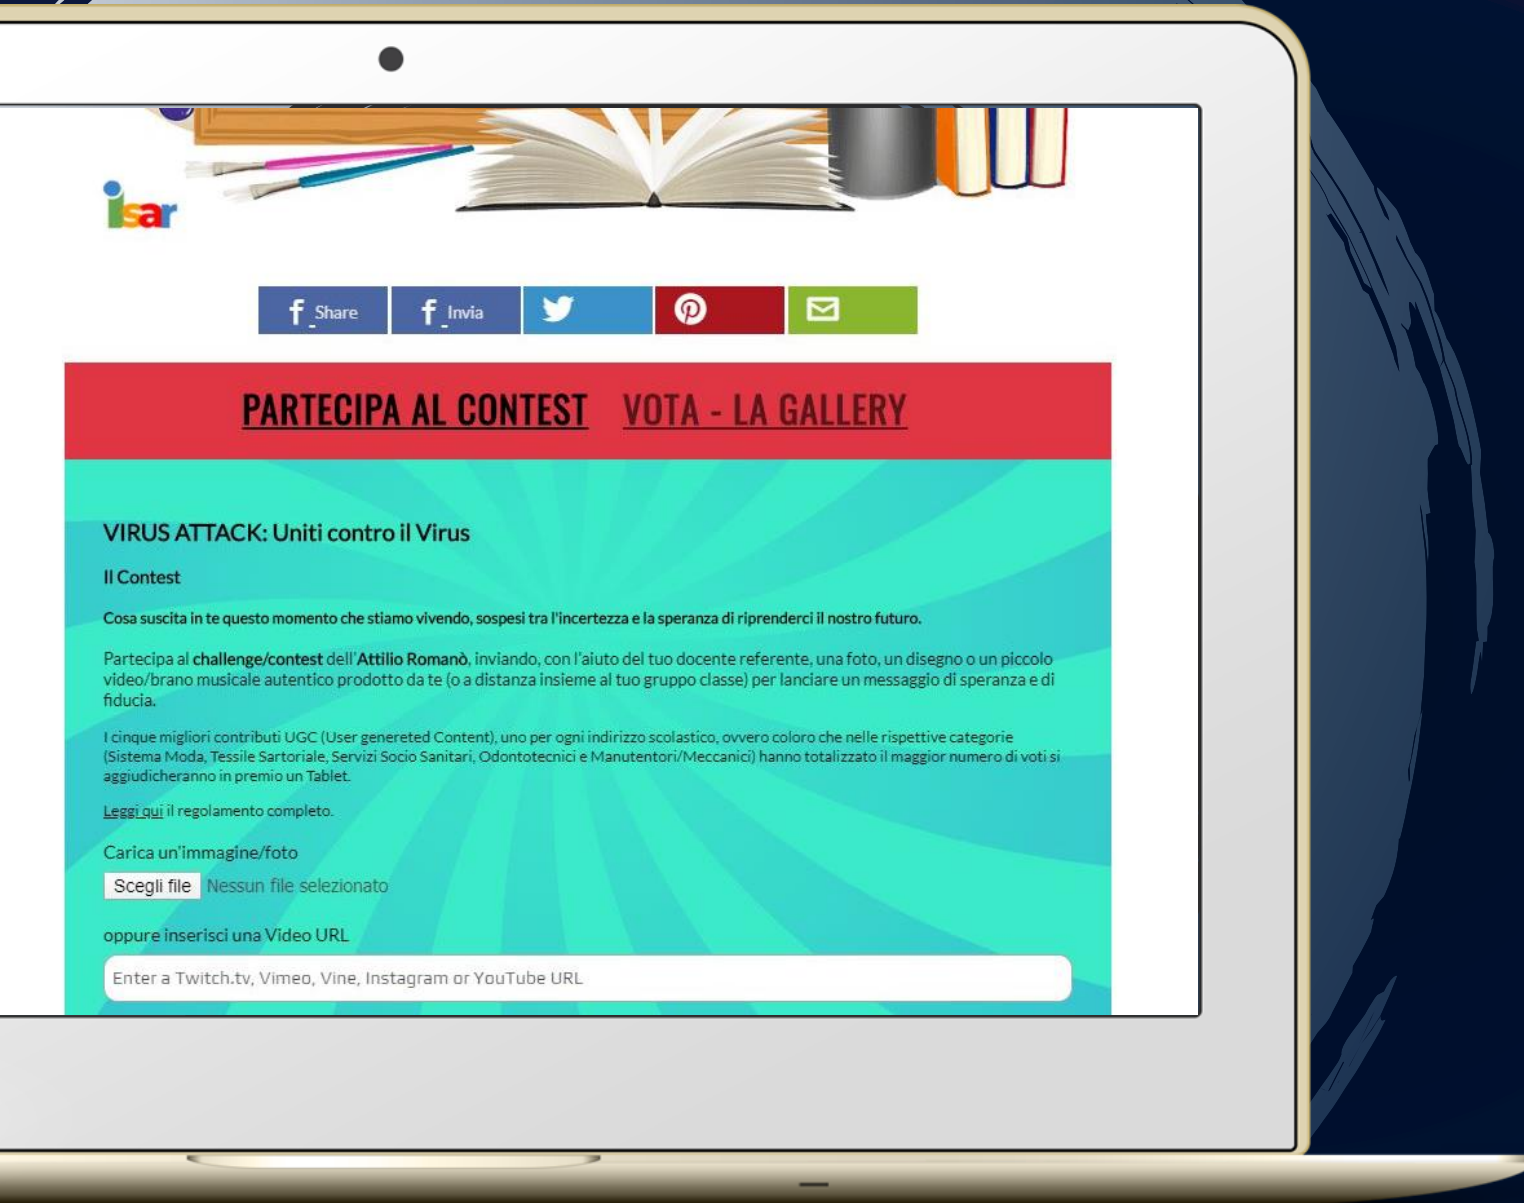 isar
Share
Invia
PARTECIPA AL CONTEST VOTA - LA GALLERY
VIRUS ATTACK: Uniti contro il Virus
Il Contest
Cosa suscita in te questo momento che stiamo vivendo, sospesi tra l'incertezza e la speranza di riprenderci il nostro futuro.
Partecipa al challenge/contest dell'Attilio Romanò, inviando, con l'aiuto del tuo docente referente, una foto, un disegno o un piccolo
video/brano musicale autentico prodotto da te (o a distanza insieme al tuo gruppo classe) per lanciare un messaggio di speranza e di
fiducia.
I cinque migliori contributi UGC (User genereted Content), uno per ogni indirizzo scolastico, ovvero coloro che nelle rispettive categorie
(Sistema Moda, Tessile Sartoriale, Servizi Socio Sanitari, Odontotecnici e Manutentori/Meccanici) hanno totalizzato il maggior numero di voti si
aggiudicheranno in premio un Tablet.
Leggi qui il regolamento completo.
Carica un'immagine/foto
Scegli file Nessun file selezionato
oppure inserisci una Video URL
Enter a Twitch.tv, Vimeo, Vine, Instagram or YouTube URL